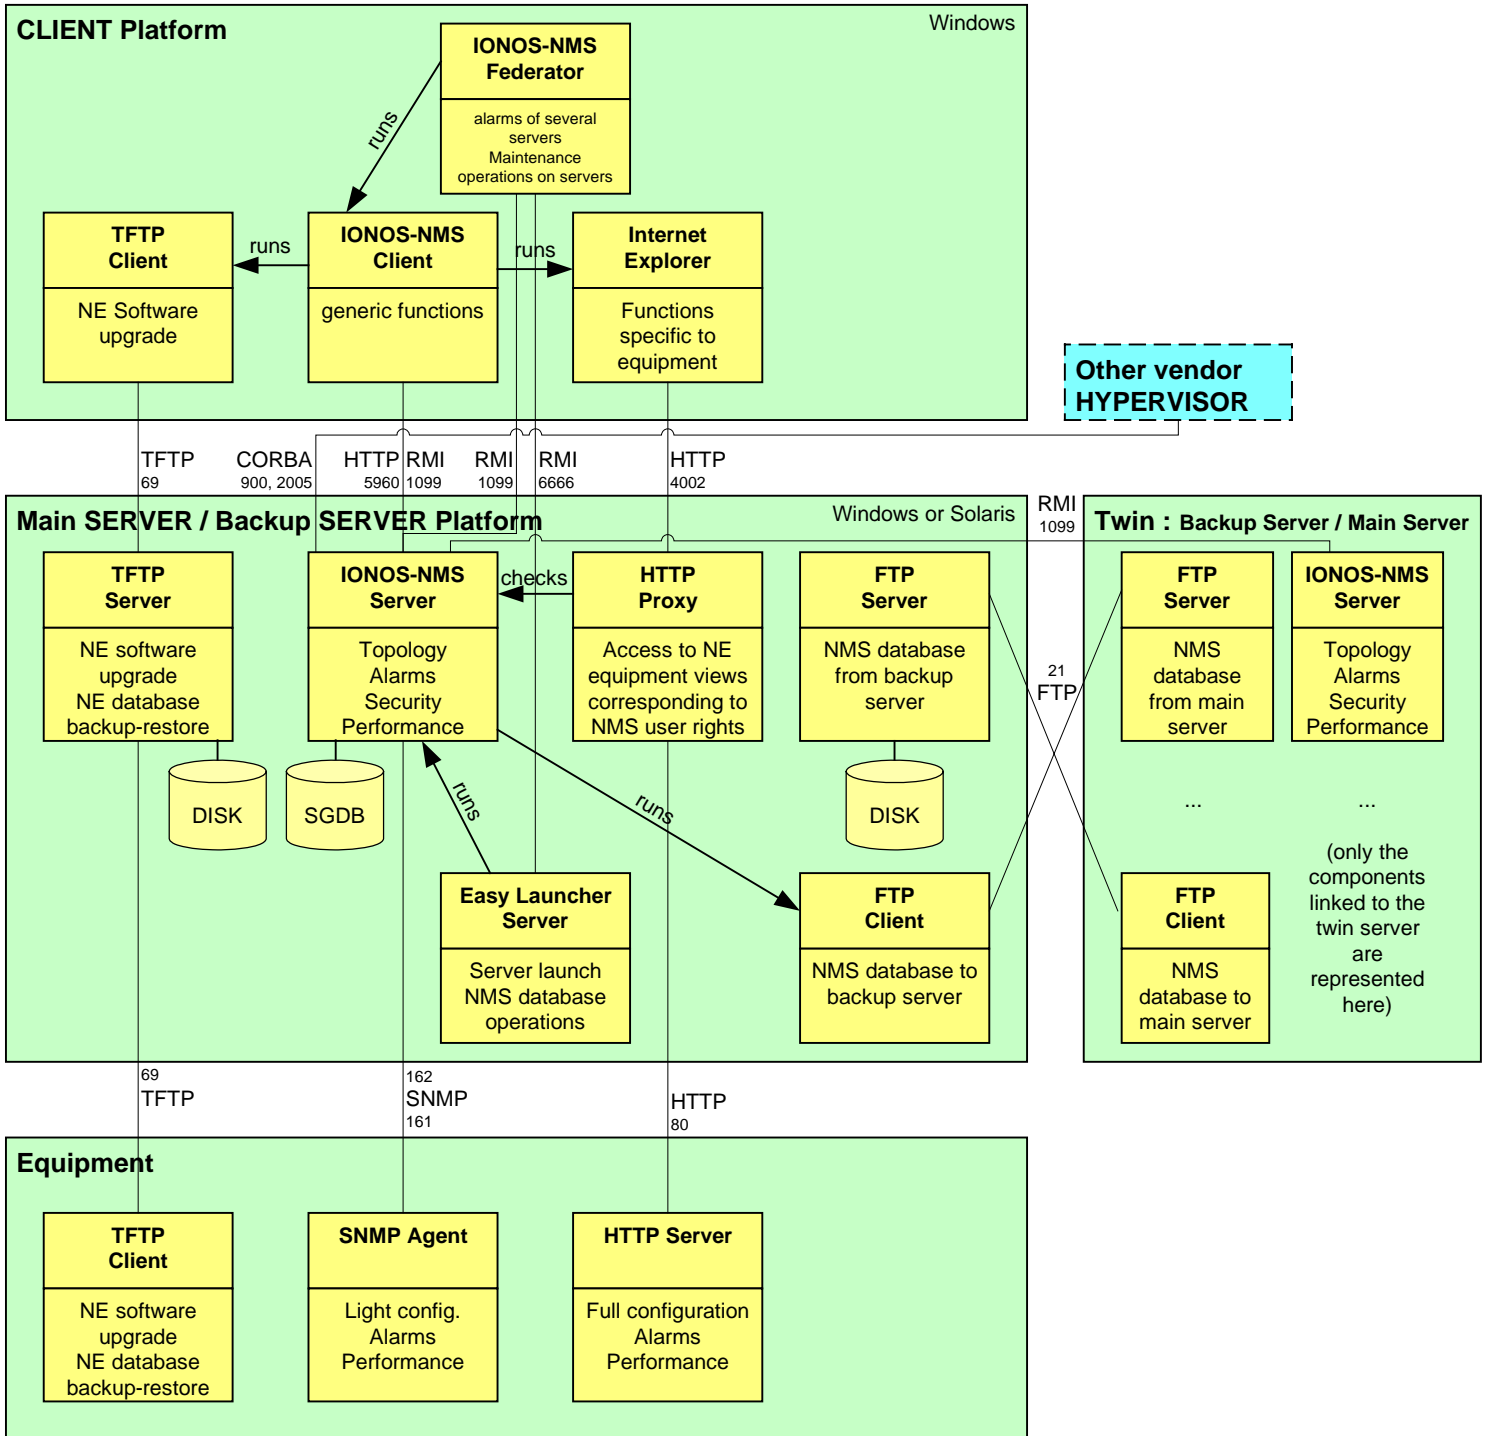 CLIENT Platform
Windows
IONOS-NMS
Federator
alarms of several
servers
Maintenance
operations on servers
runs
TFTP
Client
NE Software
upgrade
runs
IONOS-NMS
Client
generic functions
runs
Internet
Explorer
Functions
specific to
equipment
Other vendor
HYPERVISOR
TFTP
69
CORBA
900, 2005
HTTP
5960
RMI
1099
RMI
1099
RMI
6666
HTTP
4002
Main SERVER / Backup SERVER Platform
Windows or Solaris
TFTP
Server
NE software
upgrade
NE database
backup-restore
DISK
IONOS-NMS
Server
Topology
Alarms
Security
Performance
SGDB
checks
HTTP
Proxy
Access to NE
equipment views
corresponding to
NMS user rights
FTP
Server
NMS database
from backup
server
DISK
runs
runs
Easy Launcher
Server
Server launch
NMS database
operations
FTP
Client
NMS database to
backup server
RMI
1099
21
FTP
Twin : Backup Server / Main Server
FTP
Server
NMS
database
from main
server
IONOS-NMS
Server
Topology
Alarms
Security
Performance
...
...
FTP
Client
NMS
database to
main server
(only the
components
linked to the
twin server
are
represented
here)
69
TFTP
162
SNMP
161
HTTP
80
Equipment
TFTP
Client
NE software
upgrade
NE database
backup-restore
SNMP Agent
Light config.
Alarms
Performance
HTTP Server
Full configuration
Alarms
Performance